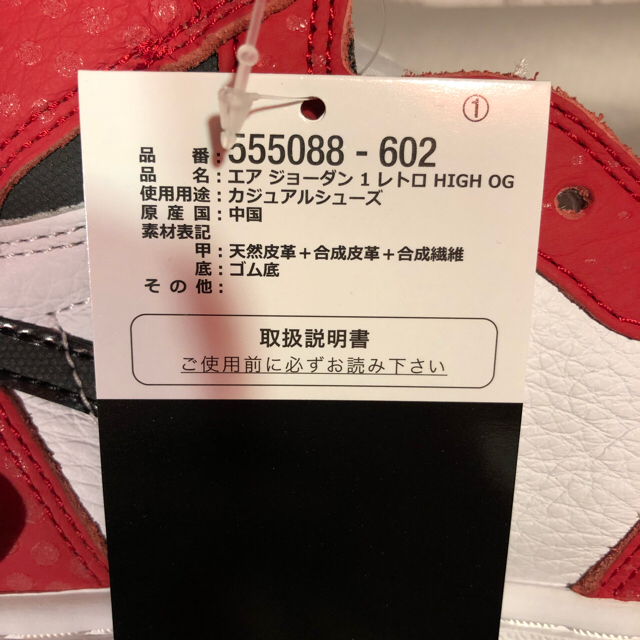 ①
品番:555088 - 602
品名:エア ジョーダン 1 レトロ HIGH OG
使用用途:カジュアルシューズ
原産国:中国
素材表記
甲:天然皮革+合成皮革+合成繊維
底:ゴム底
その他:
取扱説明書
ご使用前に必ずお読み下さい